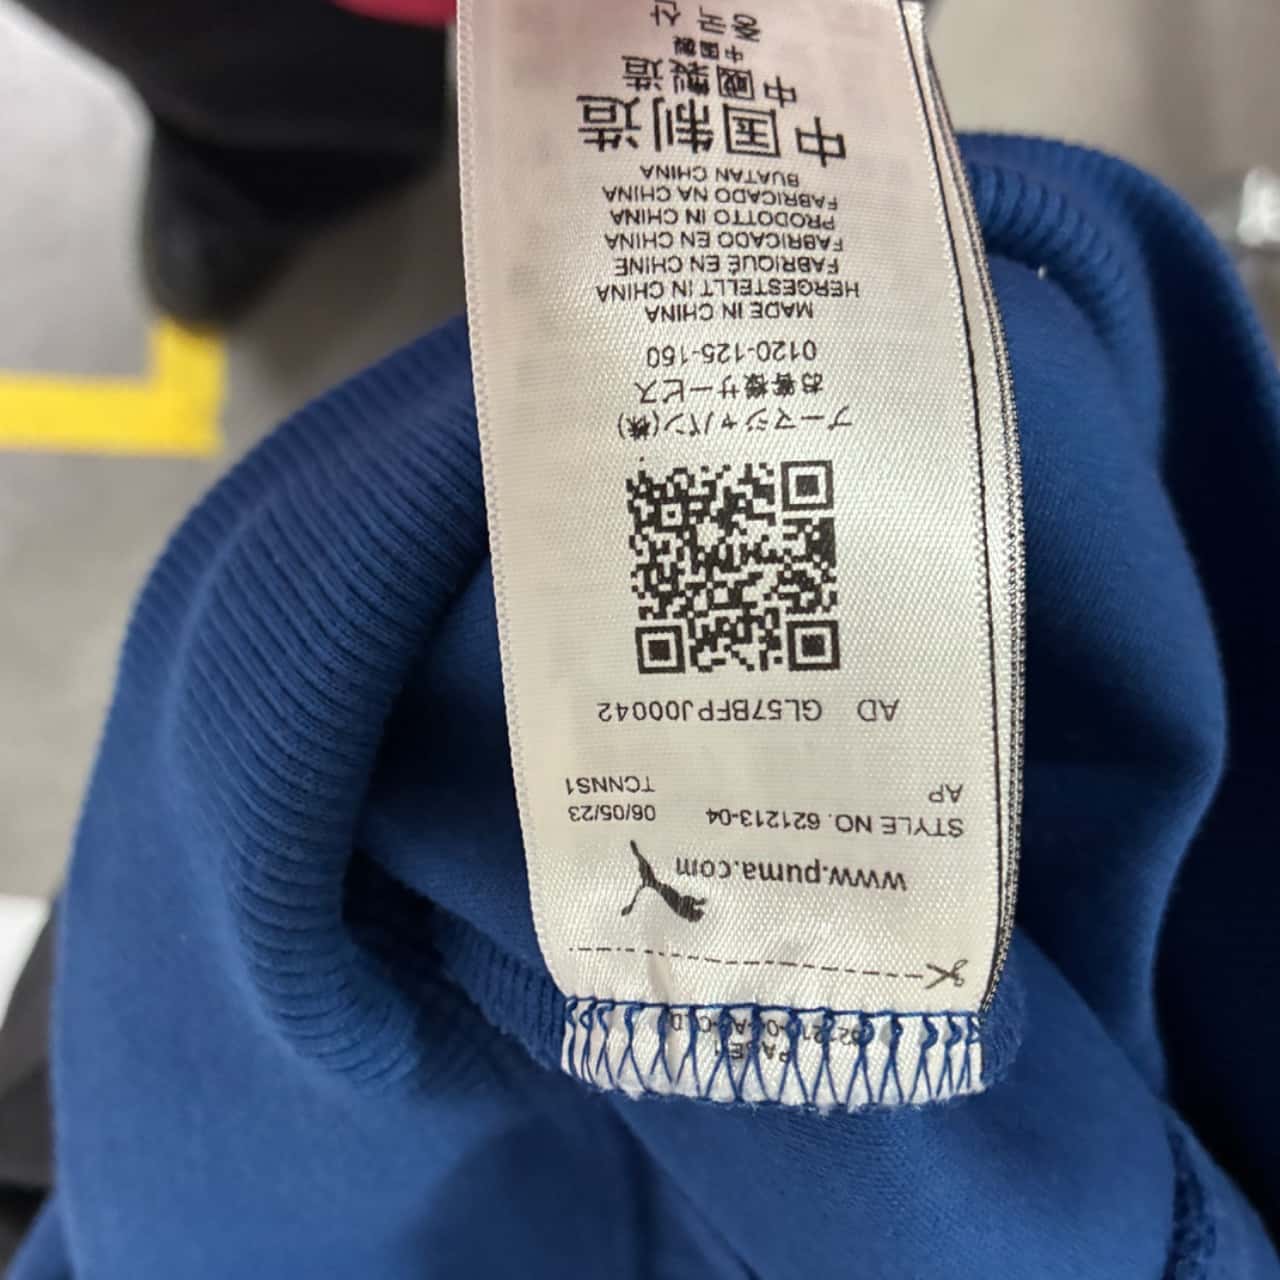 www.puma.com
STYLE NO. 621213-04 06/05/23
AP TCNNS1
AD GL57BFPJ00042
プーマジャパン(株)
お客様サービス
0120-125-160
MADE IN CHINA
HERGESTELLT IN CHINA
FABRIQUÉ EN CHINE
FABRICADO EN CHINA
PRODOTTO IN CHINA
FABRICADO NA CHINA
BUATAN CHINA
中国制造
中國製造
中国製
중국 산